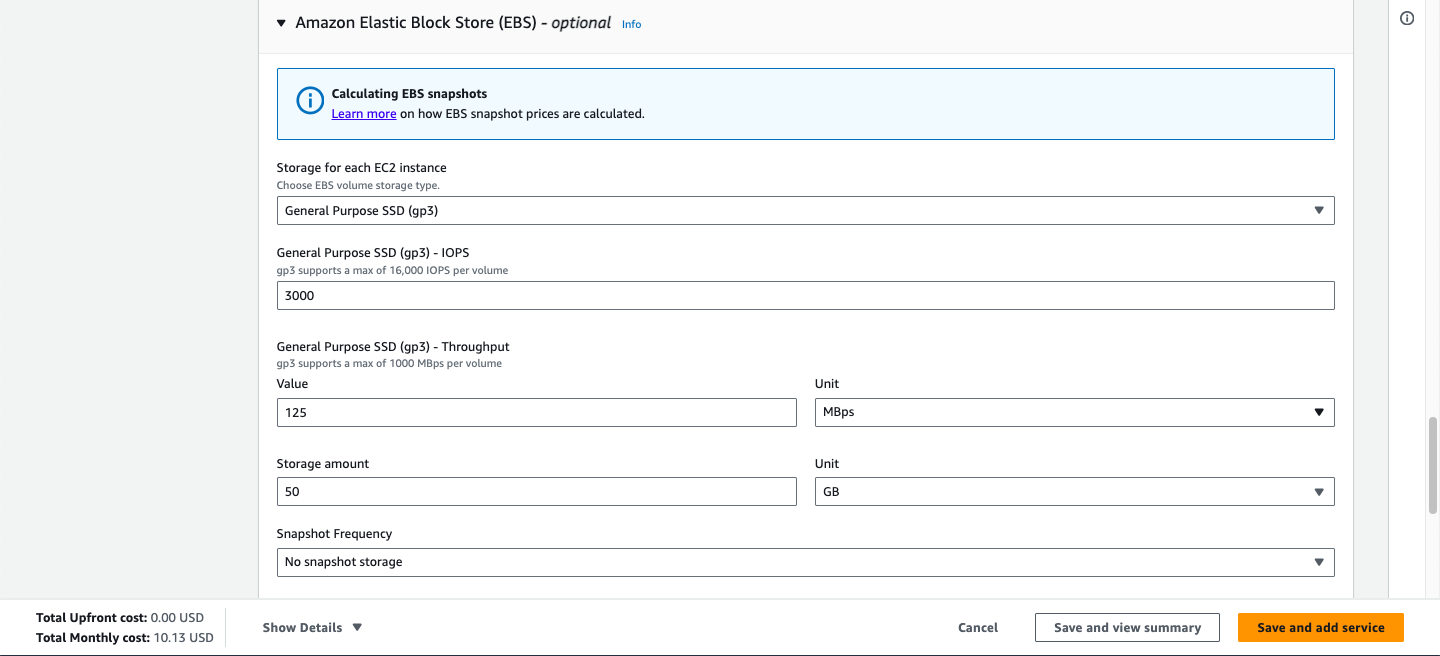 Amazon Elastic Block Store (EBS) - optional Info
Calculating EBS snapshots
Learn more on how EBS snapshot prices are calculated.
Storage for each EC2 instance
Choose EBS volume storage type.
General Purpose SSD (gp3)
General Purpose SSD (gp3) - IOPS
gp3 supports a max of 16,000 IOPS per volume
3000
General Purpose SSD (gp3) - Throughput
gp3 supports a max of 1000 MBps per volume
Value Unit
125 MBps
Storage amount Unit
50 GB
Snapshot Frequency
No snapshot storage
Total Upfront cost: 0.00 USD
Total Monthly cost: 10.13 USD
Show Details Cancel Save and view summary Save and add service